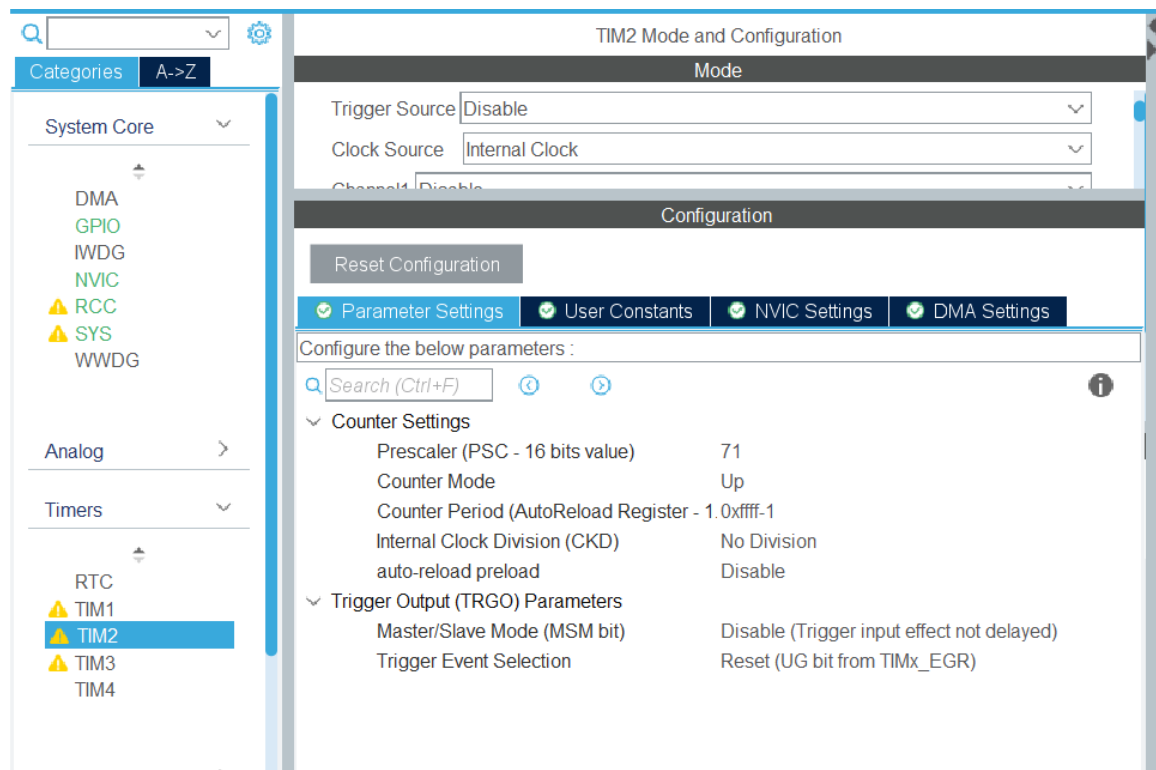 TIM2 Mode and Configuration
Categories A->Z
Mode
System Core
Trigger Source Disable
Clock Source Internal Clock
Channel1 Disable
DMA
GPIO
IWDG
NVIC
RCC
SYS
WWDG
Analog
Timers
RTC
TIM1
TIM2
TIM3
TIM4
Configuration
Reset Configuration
Parameter Settings User Constants NVIC Settings DMA Settings
Configure the below parameters :
Search (Ctrl+F)
Counter Settings
Prescaler (PSC - 16 bits value) 71
Counter Mode Up
Counter Period (AutoReload Register - 1. 0xffff-1
Internal Clock Division (CKD) No Division
auto-reload preload Disable
Trigger Output (TRGO) Parameters
Master/Slave Mode (MSM bit) Disable (Trigger input effect not delayed)
Trigger Event Selection Reset (UG bit from TIMx_EGR)